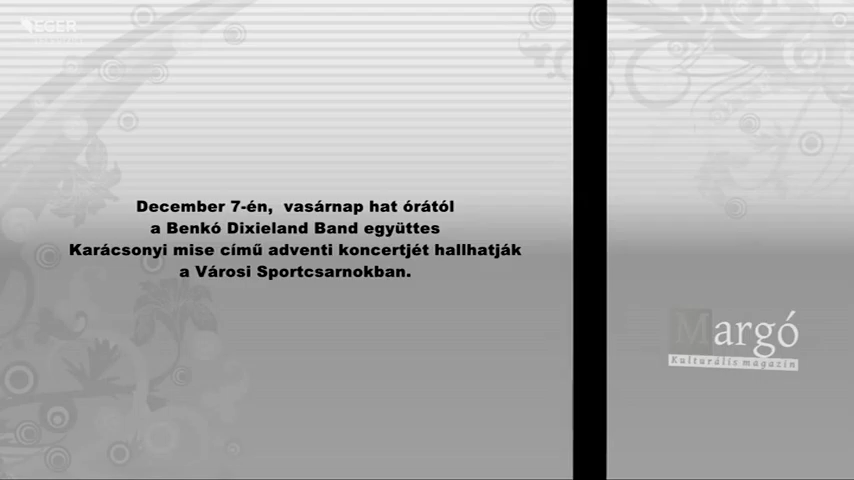 EGER
December 7-én, vasárnap hat órától
a Benkó Dixieland Band együttes
Karácsonyi mise című adventi koncertjét hallhatják
a Városi Sportcsarnokban.
Margó
Kulturális magazin